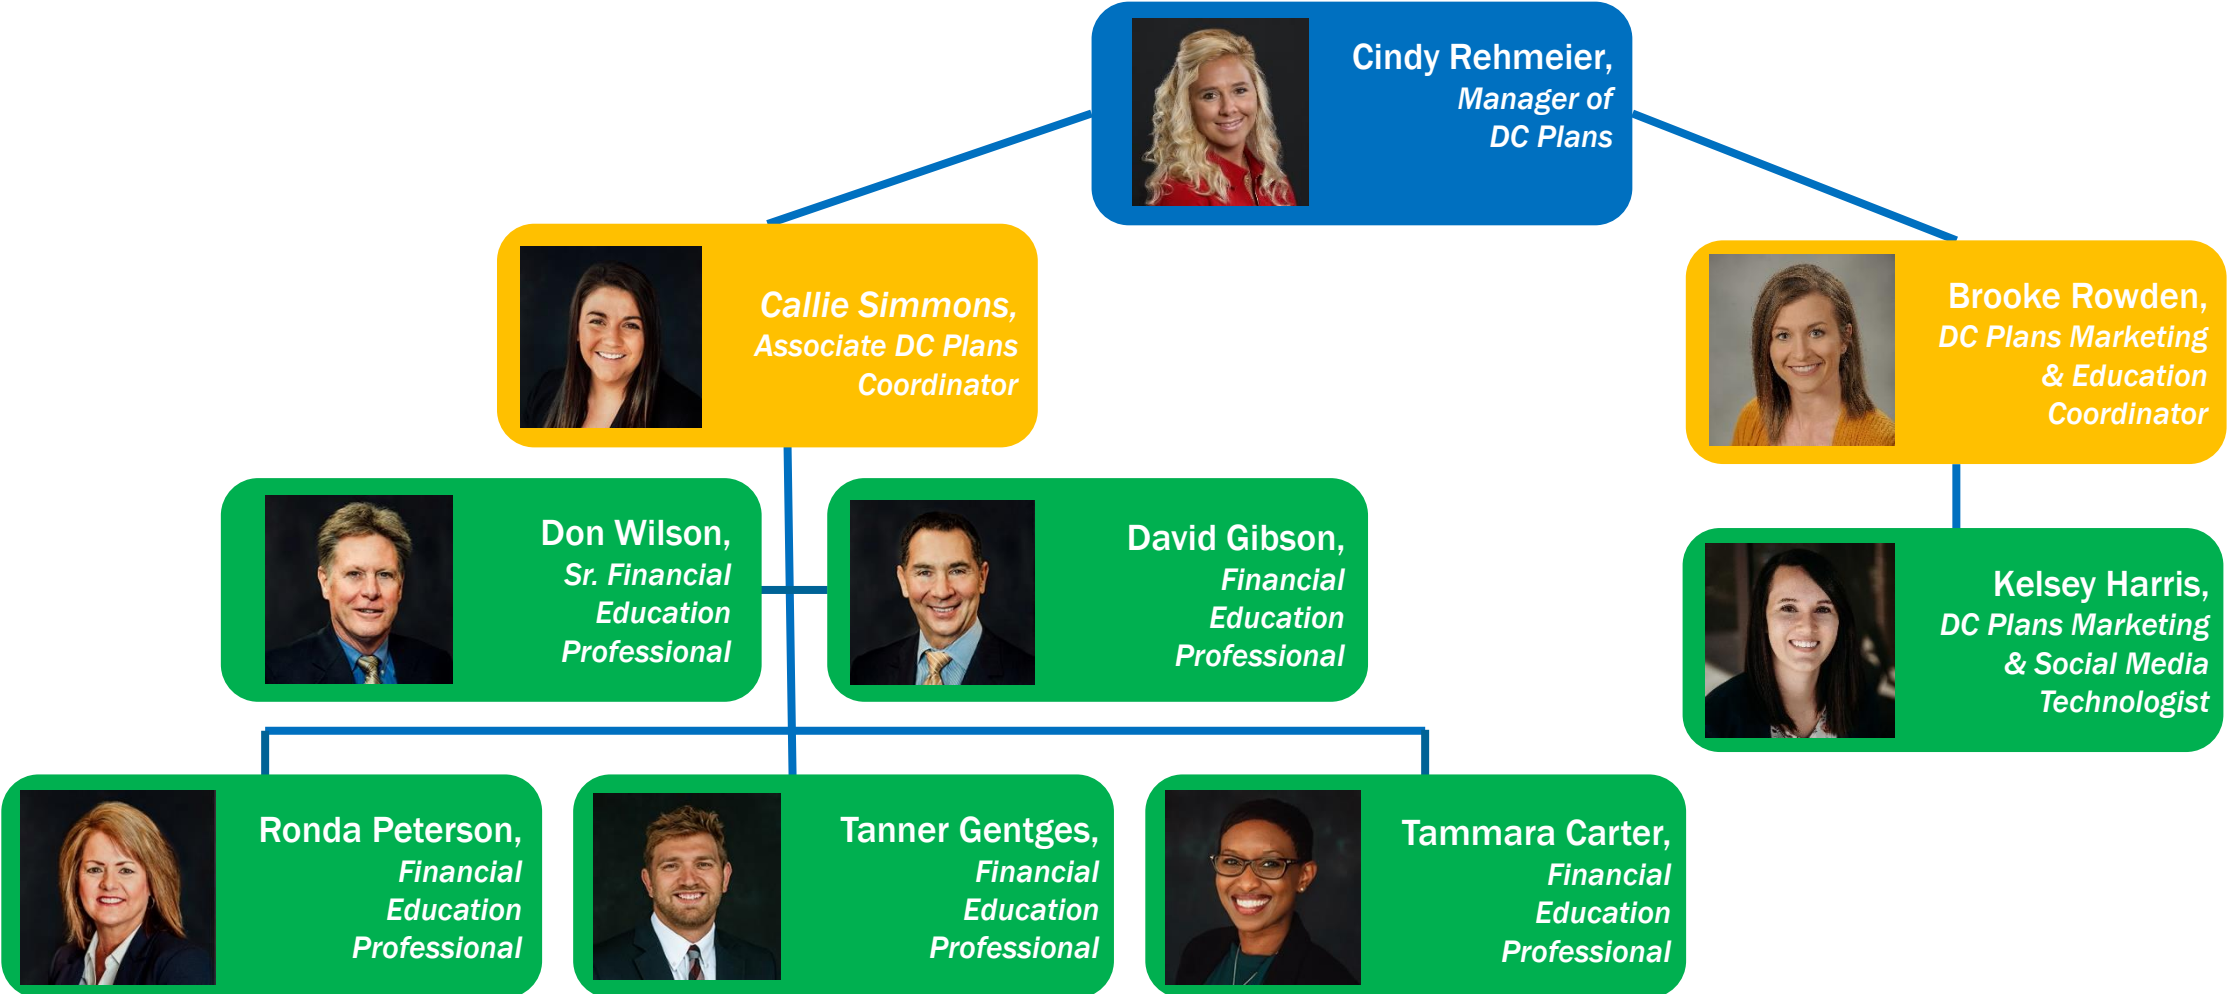 Cindy Rehmeier,
Manager of
DC Plans
Callie Simmons,
Associate DC Plans
Coordinator
Brooke Rowden,
DC Plans Marketing
& Education
Coordinator
Don Wilson,
Sr. Financial
Education
Professional
David Gibson,
Financial
Education
Professional
Kelsey Harris,
DC Plans Marketing
& Social Media
Technologist
Ronda Peterson,
Financial
Education
Professional
Tanner Gentges,
Financial
Education
Professional
Tammara Carter,
Financial
Education
Professional